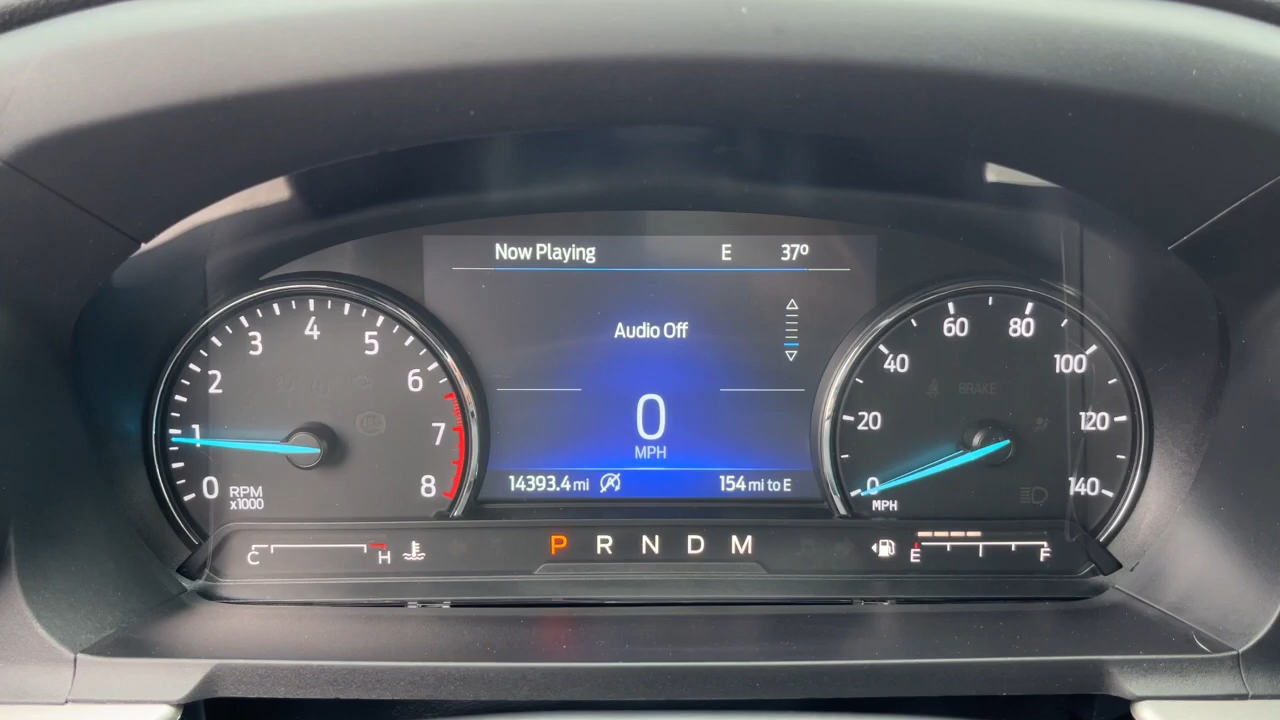 Now Playing E 37º
Audio Off
0
MPH
14393.4 mi 154 mi to E
0 1 2 3 4 5 6 7 8
RPM
x1000
0 20 40 60 80 100 120 140
MPH
BRAKE
C H
P R N D M
E F